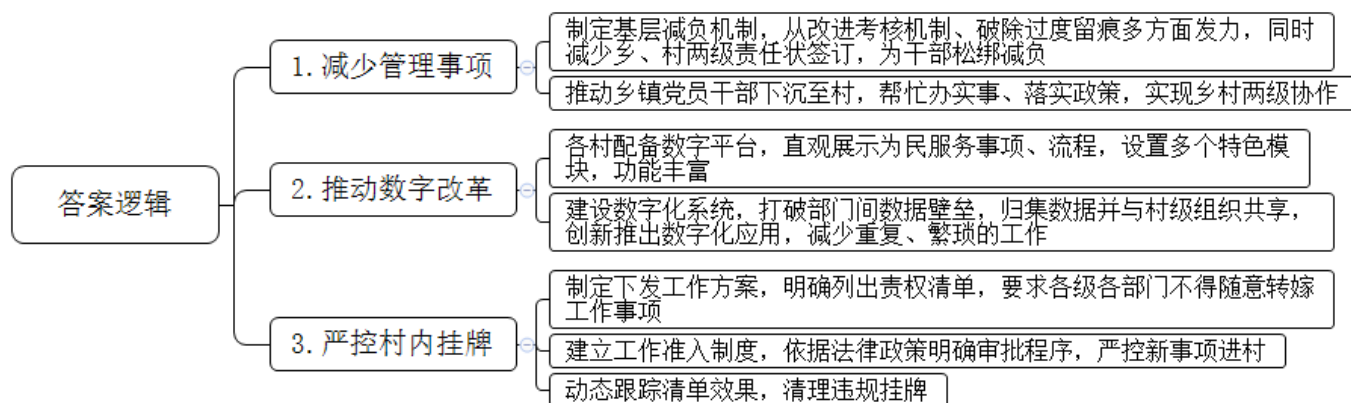 答案逻辑
1.减少管理事项
制定基层减负机制，从改进考核机制、破除过度留痕多方面发力，同时
减少乡、村两级责任状签订，为干部松绑减负
推动乡镇党员干部下沉至村，帮忙办实事、落实政策，实现乡村两级协作
2.推动数字改革
各村配备数字平台，直观展示为民服务事项、流程，设置多个特色模
块，功能丰富
建设数字化系统，打破部门间数据壁垒，归集数据并与村级组织共享，
创新推出数字化应用，减少重复、繁琐的工作
3.严控村内挂牌
制定下发工作方案，明确列出责权清单，要求各级各部门不得随意转嫁
工作事项
建立工作准入制度，依据法律政策明确审批程序，严控新事项进村
动态跟踪清单效果，清理违规挂牌